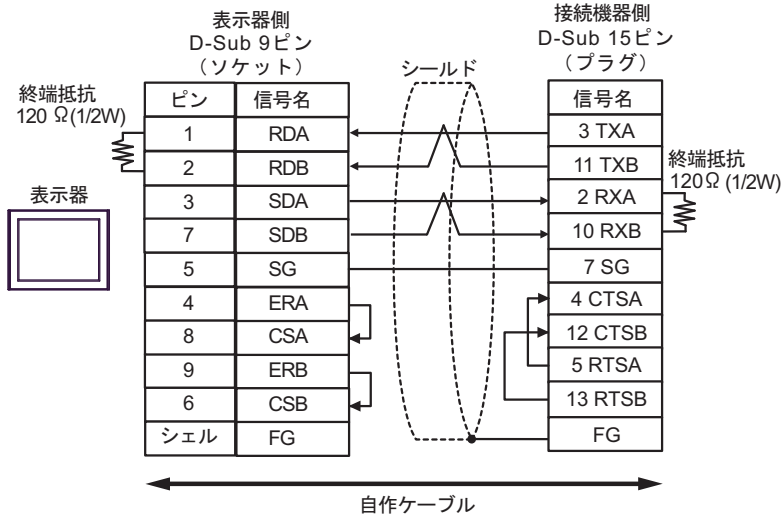 表示器側
D-Sub 9ピン
（ソケット）
接続機器側
D-Sub 15ピン
（プラグ）
シールド
終端抵抗
120 Ω(1/2W)
ピン 信号名
1 RDA
2 RDB
3 SDA
7 SDB
5 SG
4 ERA
8 CSA
9 ERB
6 CSB
シェル FG
表示器
信号名
3 TXA
11 TXB
2 RXA
10 RXB
7 SG
4 CTSA
12 CTSB
5 RTSA
13 RTSB
FG
終端抵抗
120Ω (1/2W)
自作ケーブル